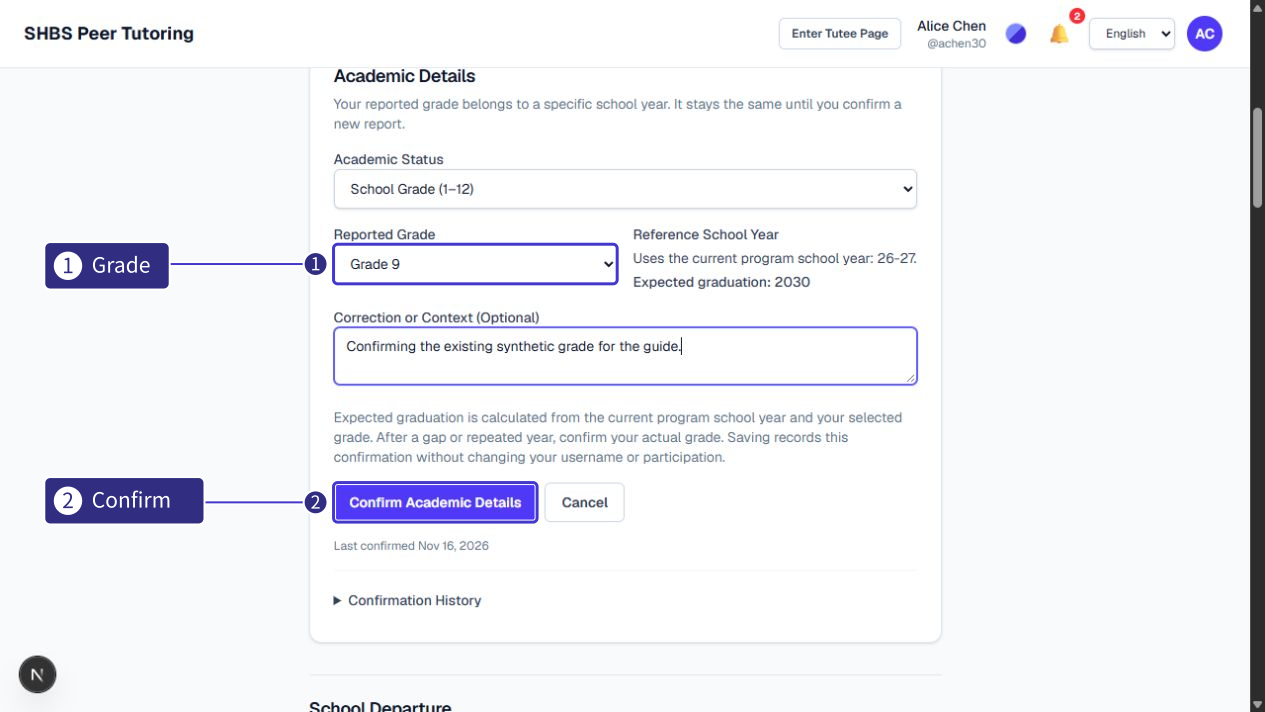 SHBS Peer Tutoring
Enter Tutee Page
Alice Chen
@achen30
2
English
AC
Academic Details
Your reported grade belongs to a specific school year. It stays the same until you confirm a
new report.
Academic Status
School Grade (1–12)
Reported Grade
Reference School Year
1 Grade
1
Grade 9
Uses the current program school year: 26-27.
Expected graduation: 2030
Correction or Context (Optional)
Confirming the existing synthetic grade for the guide.
Expected graduation is calculated from the current program school year and your selected
grade. After a gap or repeated year, confirm your actual grade. Saving records this
confirmation without changing your username or participation.
2 Confirm
2
Confirm Academic Details
Cancel
Last confirmed Nov 16, 2026
Confirmation History
N
School Departure